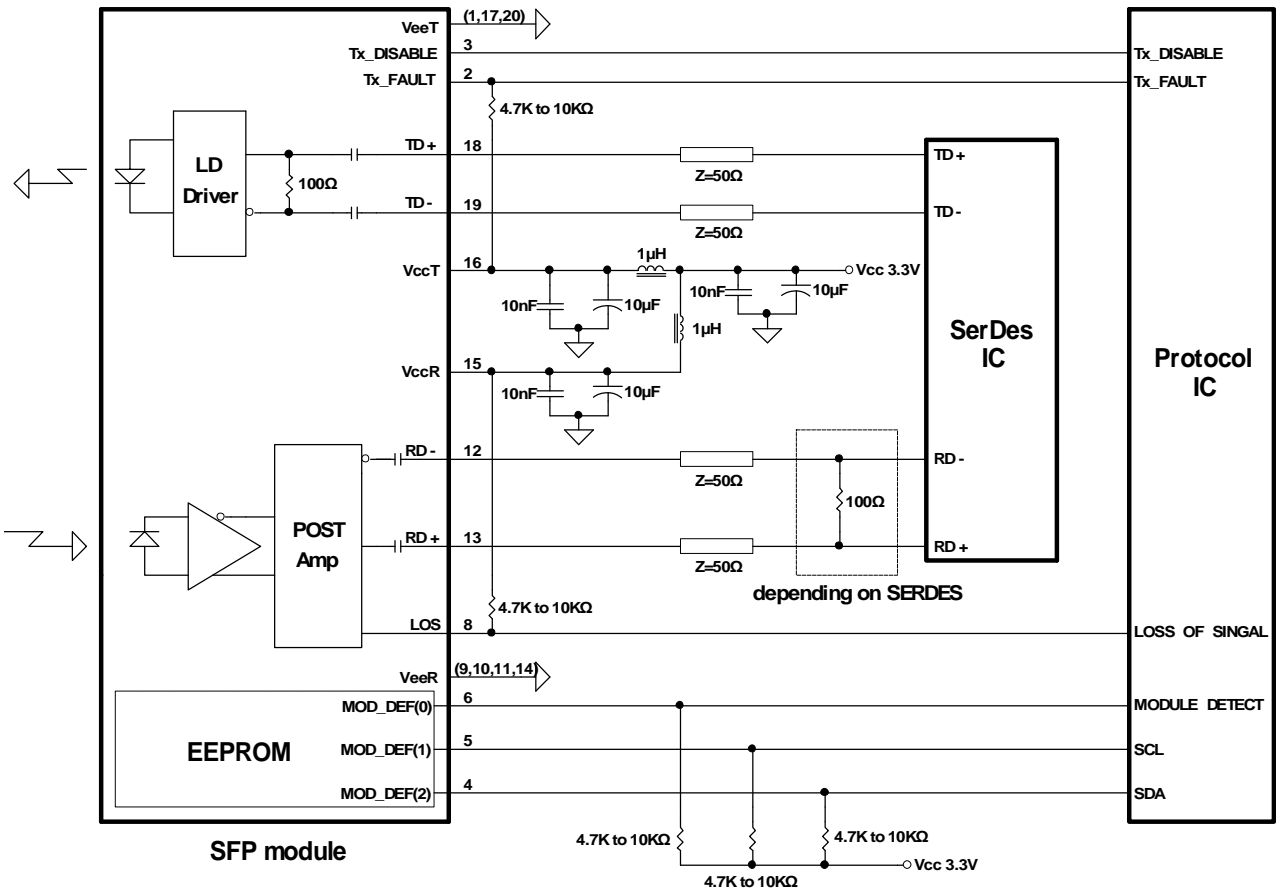 VeeT
(1,17,20)
Tx_DISABLE
3
Tx_DISABLE
Tx_FAULT
2
Tx_FAULT
4.7K to 10KΩ
LD
Driver
100Ω
TD+
18
Z=50Ω
TD+
TD-
19
Z=50Ω
TD-
VccT
16
1µH
Vcc 3.3V
10nF
10µF
10nF
10µF
1µH
SerDes
IC
Protocol
IC
VccR
15
10nF
10µF
RD-
12
Z=50Ω
RD-
100Ω
POST
Amp
RD+
13
Z=50Ω
RD+
depending on SERDES
4.7K to 10KΩ
LOS
8
LOSS OF SINGAL
VeeR
(9,10,11,14)
MOD_DEF(0)
6
MODULE DETECT
EEPROM
MOD_DEF(1)
5
SCL
MOD_DEF(2)
4
SDA
SFP module
4.7K to 10KΩ
4.7K to 10KΩ
Vcc 3.3V
4.7K to 10KΩ